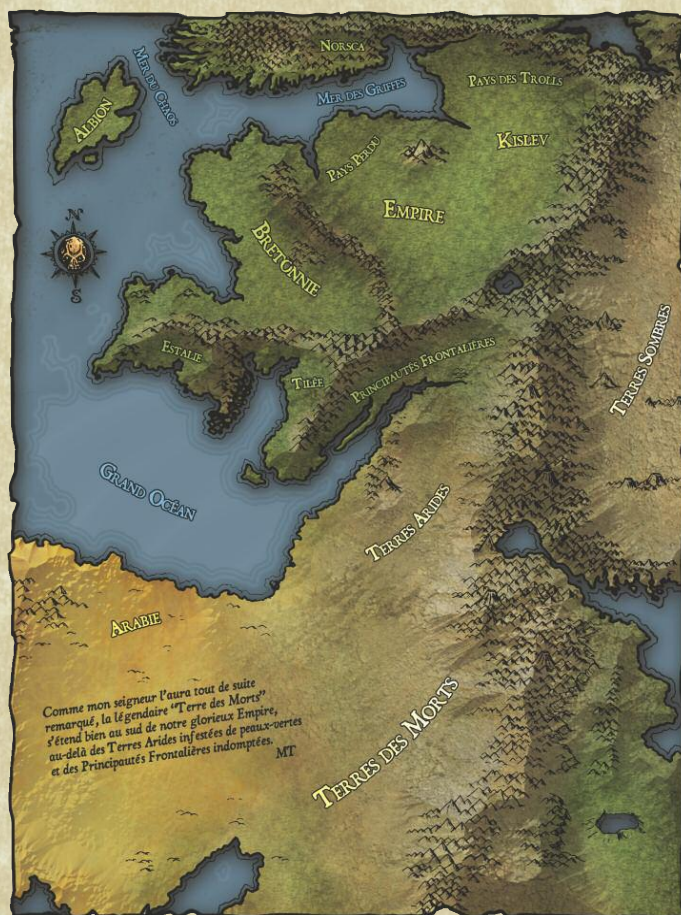 Norsca
Mer du Chaos
Mer des Griffes
Pays des Trolls
Albion
Kislev
Pays Perdu
Empire
N
Bretonnie
S
Terres Sombres
Estalie
Tilée
Principautés Frontalières
Grand Océan
Terres Arides
Arabie
Comme mon seigneur l'aura tout de suite
remarqué, la légendaire "Terre des Morts"
s'étend bien au sud de notre glorieux Empire,
au-delà des Terres Arides infestées de peaux-vertes
et des Principautés Frontalières indomptées.
MT
Terres des Morts